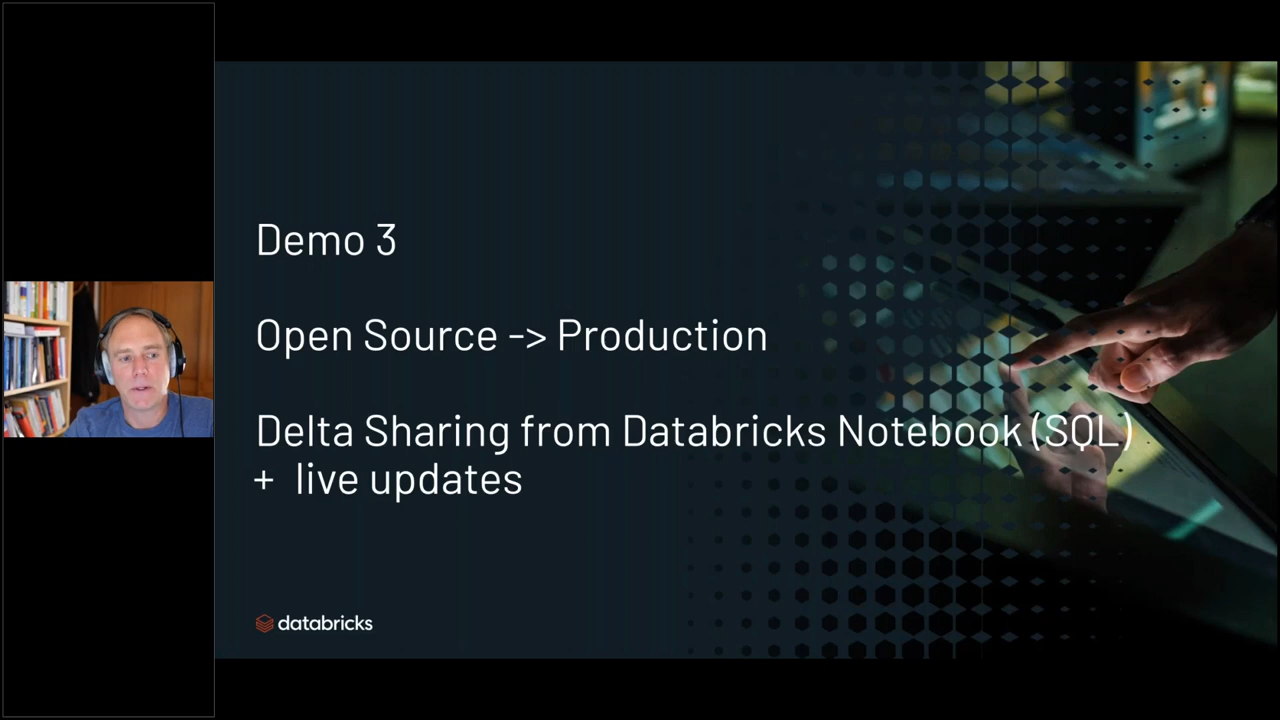 Demo 3
Open Source -> Production
Delta Sharing from Databricks Notebook (SQL)
+ live updates
databricks